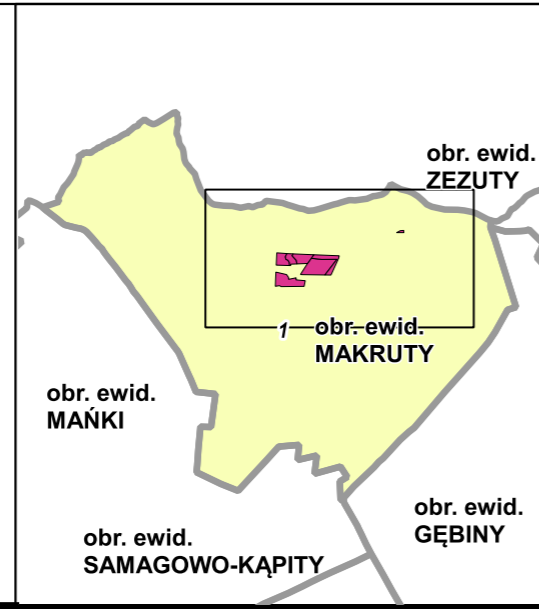 obr. ewid.
ZEZUTY
1
obr. ewid.
MAKRUTY
obr. ewid.
MAŃKI
obr. ewid.
GĘBINY
obr. ewid.
SAMAGOWO-KĄPITY